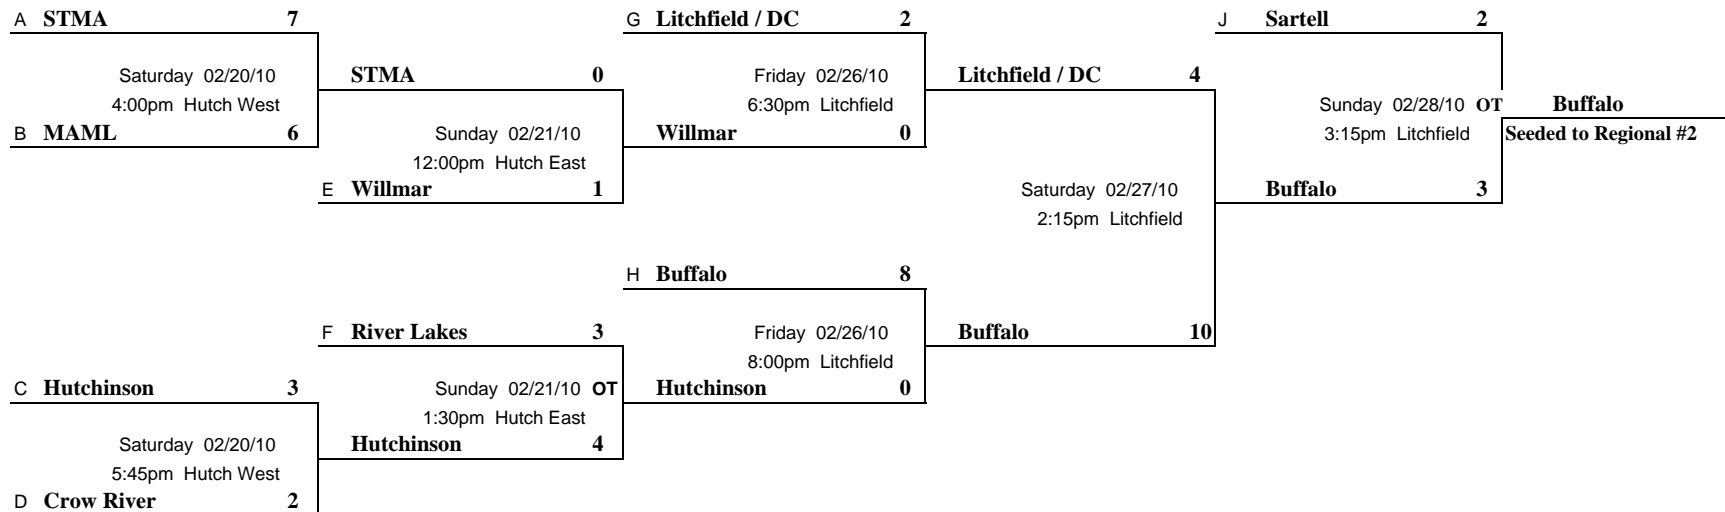 A STMA 7
G Litchfield / DC 2
J Sartell 2
Saturday 02/20/10
STMA 0
Friday 02/26/10
Litchfield / DC 4
4:00pm Hutch West
6:30pm Litchfield
Sunday 02/28/10 OT
Buffalo
B MAML 6
Sunday 02/21/10
Willmar 0
3:15pm Litchfield
Seeded to Regional #2
12:00pm Hutch East
E Willmar 1
Saturday 02/27/10
Buffalo 3
2:15pm Litchfield
H Buffalo 8
F River Lakes 3
Friday 02/26/10
Buffalo 10
8:00pm Litchfield
C Hutchinson 3
Sunday 02/21/10 OT
Hutchinson 0
1:30pm Hutch East
Saturday 02/20/10
Hutchinson 4
5:45pm Hutch West
D Crow River 2